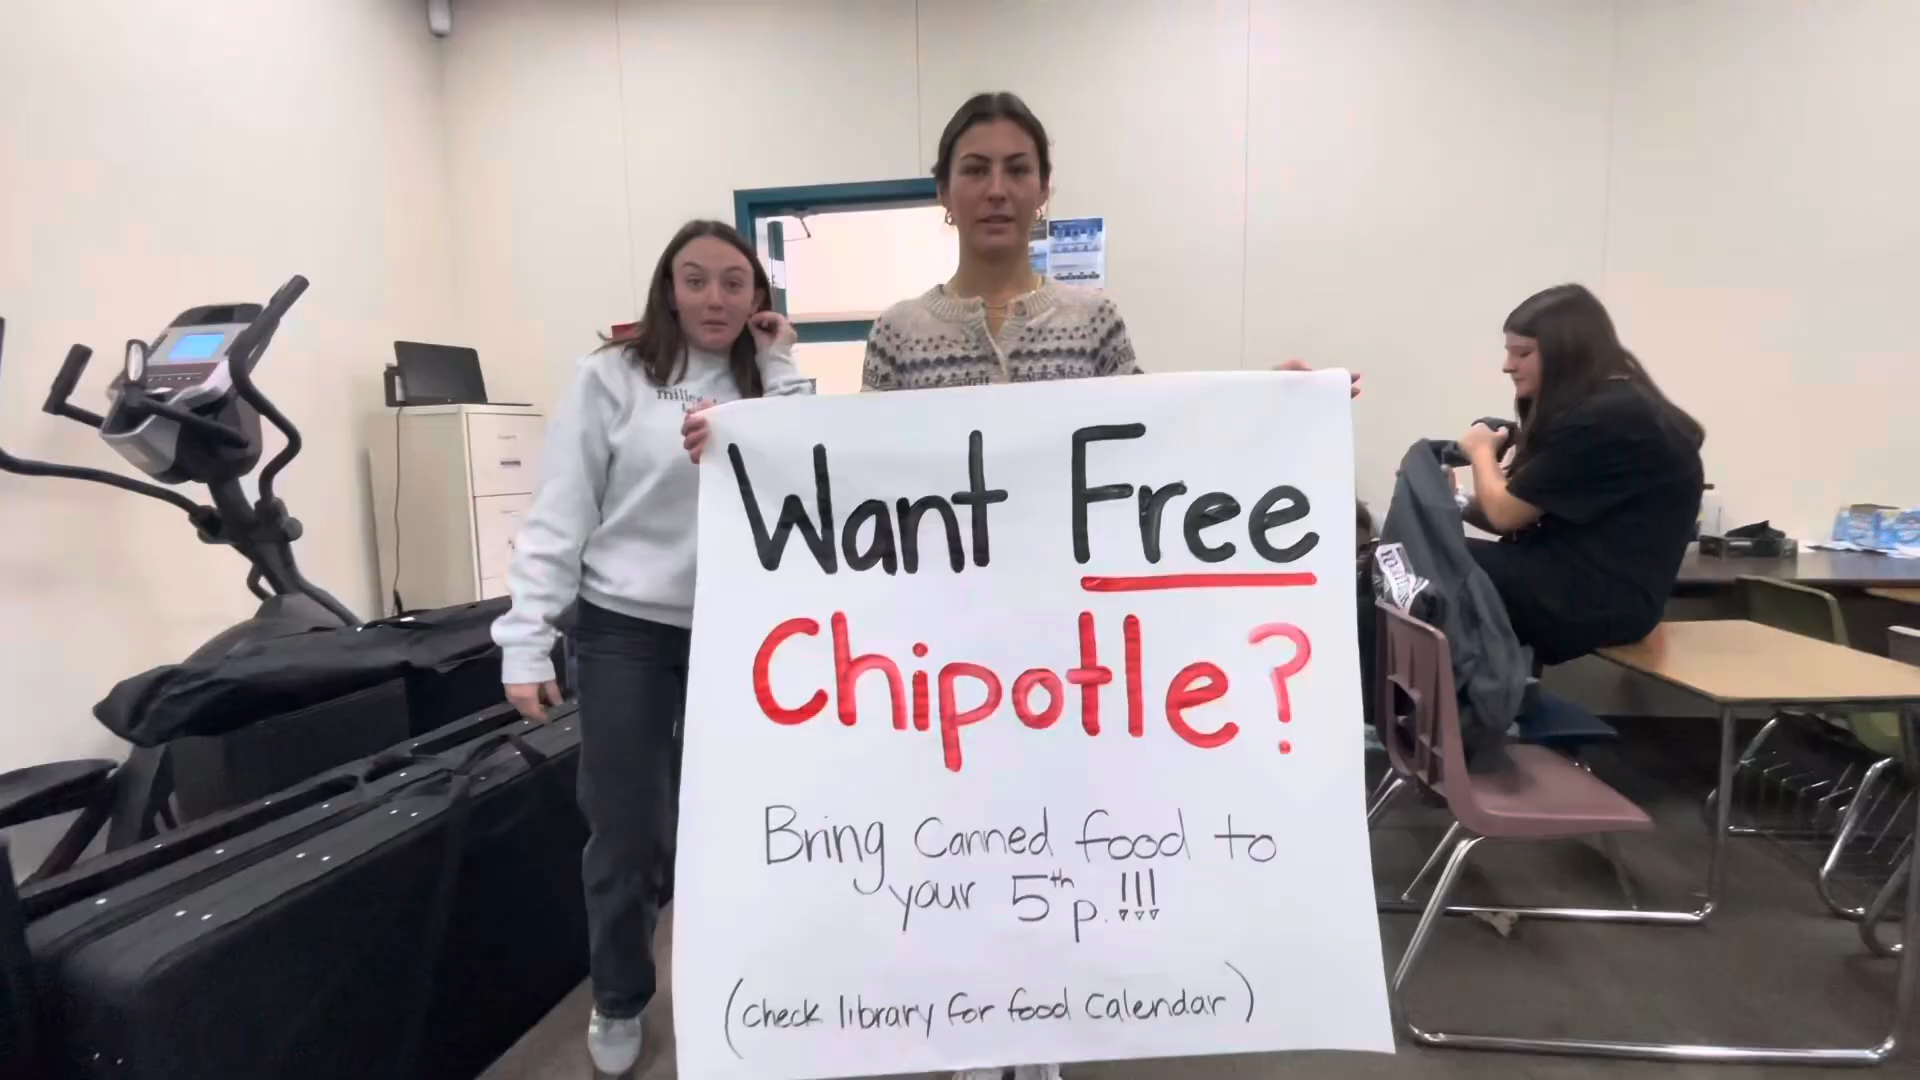 Want Free
Chipotle?
Bring Canned food to
your 5th p.!!!
(Check library for food Calendar)